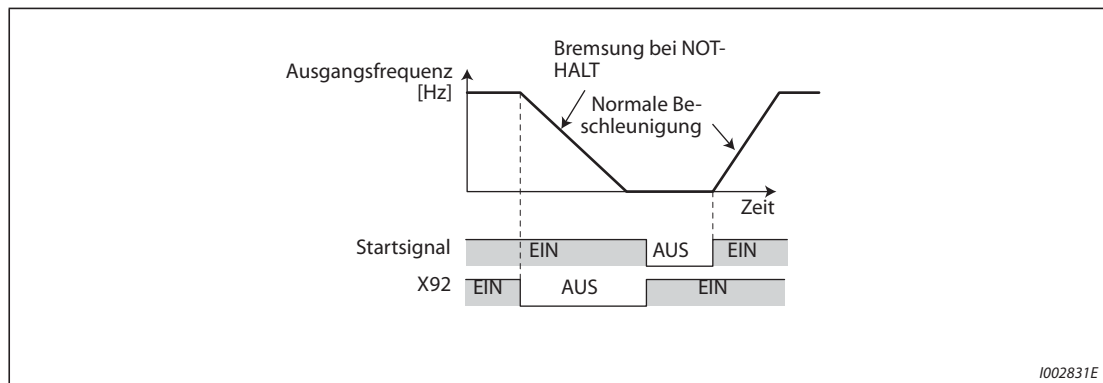 Bremsung bei NOT-
HALT
Ausgangsfrequenz
[Hz]
Normale Be-
schleunigung
Zeit
Startsignal EIN AUS EIN
X92 EIN AUS EIN
I002831E